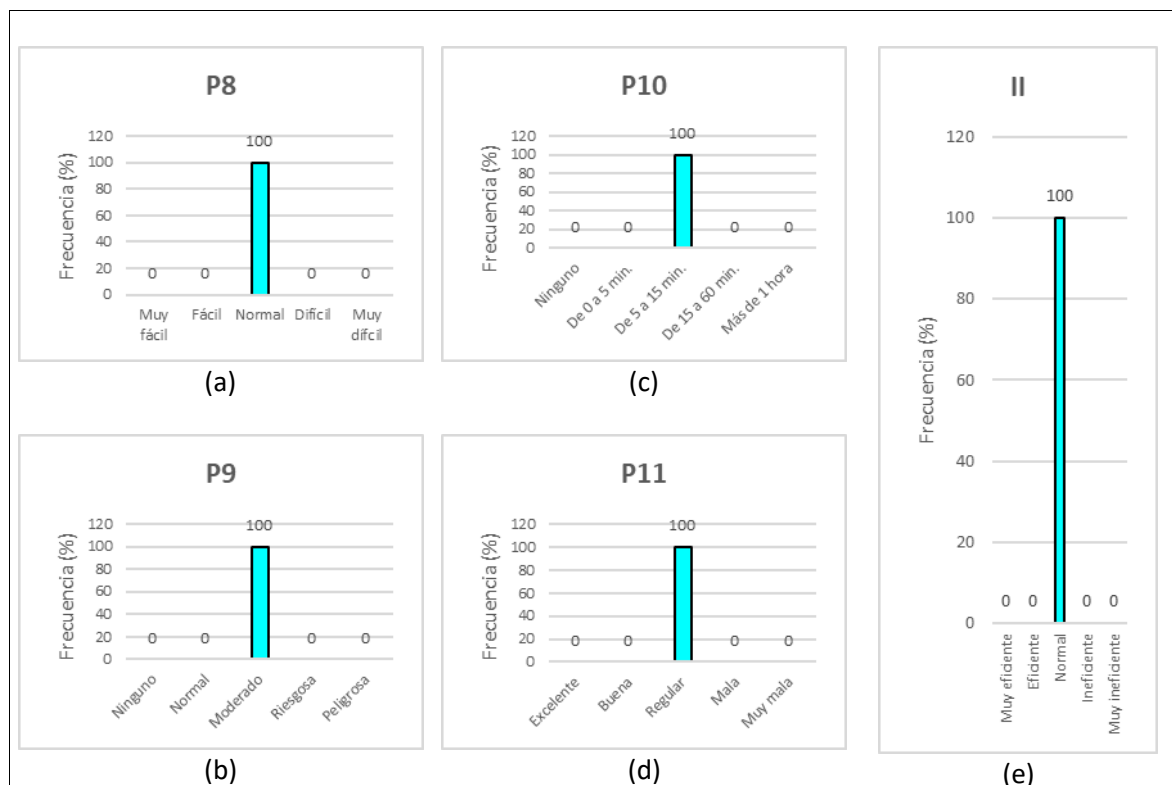 P8
Frecuencia (%)
120
100
80
60
40
20
0
0
0
100
0
0
Muy fácil
Fácil
Normal
Difícil
Muy difcil
(a)
P10
Frecuencia (%)
120
100
80
60
40
20
0
0
0
100
0
0
Ninguno
De 0 a 5 min.
De 5 a 15 min.
De 15 a 60 min.
Más de 1 hora
(c)
P9
Frecuencia (%)
120
100
80
60
40
20
0
0
0
100
0
0
Ninguno
Normal
Moderado
Riesgosa
Peligrosa
(b)
P11
Frecuencia (%)
120
100
80
60
40
20
0
0
0
100
0
0
Excelente
Buena
Regular
Mala
Muy mala
(d)
II
Frecuencia (%)
120
100
80
60
40
20
0
0
0
100
0
0
Muy eficiente
Eficiente
Normal
Ineficiente
Muy ineficiente
(e)